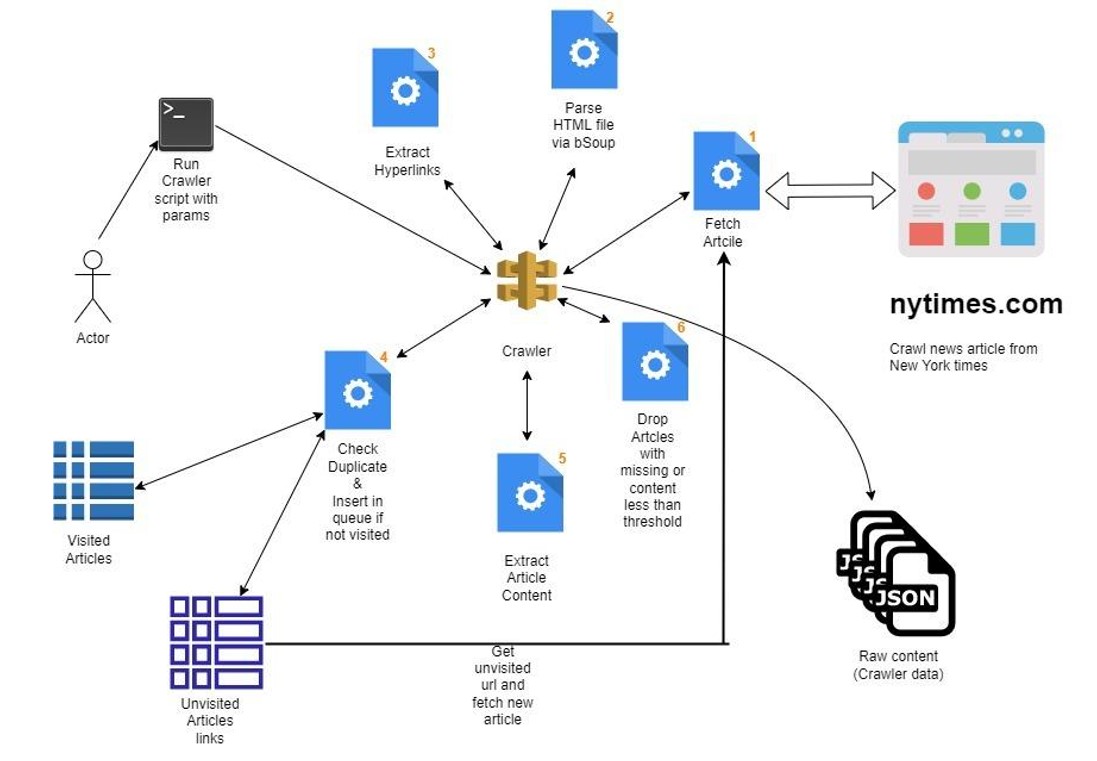 3
2
1
>_
Run
Crawler
script with
params
Extract
Hyperlinks
Parse
HTML file
via bSoup
Fetch
Artcile
nytimes.com
Crawl news article from
New York times
Actor
Crawler
4
Check
Duplicate
&
Insert in
queue if
not visited
5
Extract
Article
Content
6
Drop
Artcles
with
missing or
content
less than
threshold
Visited
Articles
Unvisited
Articles
links
Get
unvisited
url and
fetch new
article
JS
JS
JS
JSON
Raw content
(Crawler data)